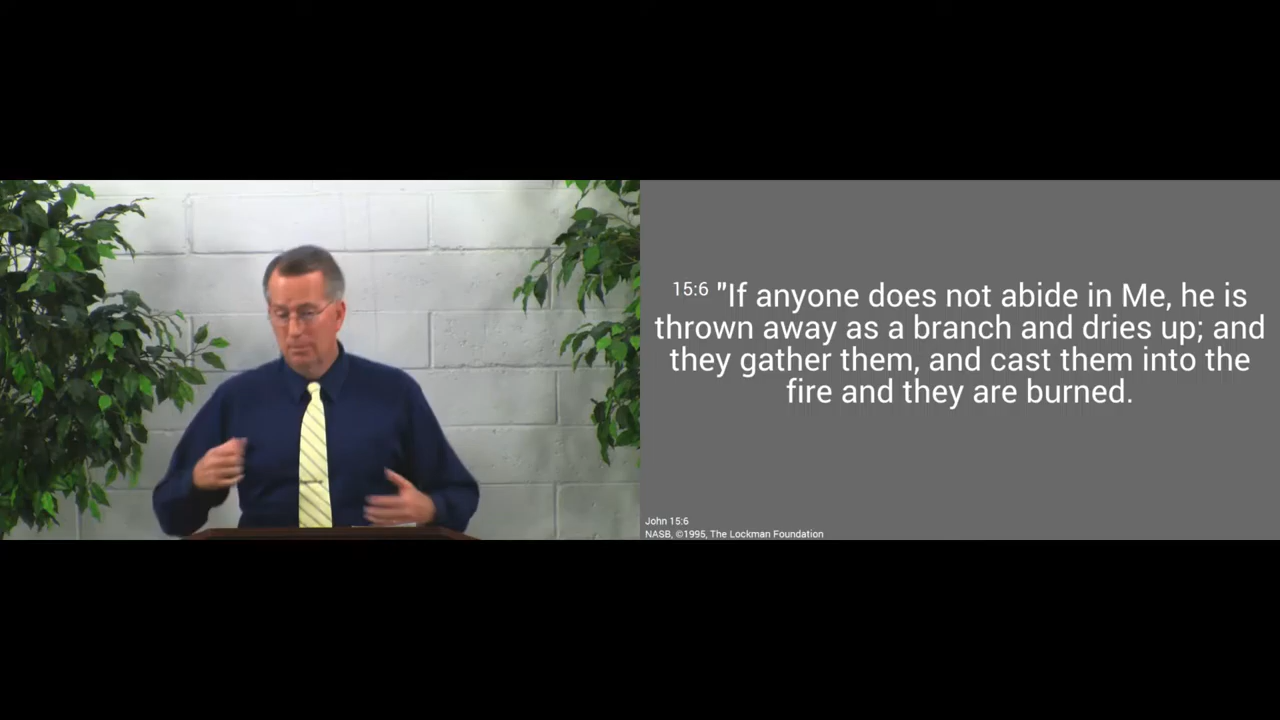 15:6 "If anyone does not abide in Me, he is
thrown away as a branch and dries up; and
they gather them, and cast them into the
fire and they are burned.
John 15:6
NASB, ©1995, The Lockman Foundation